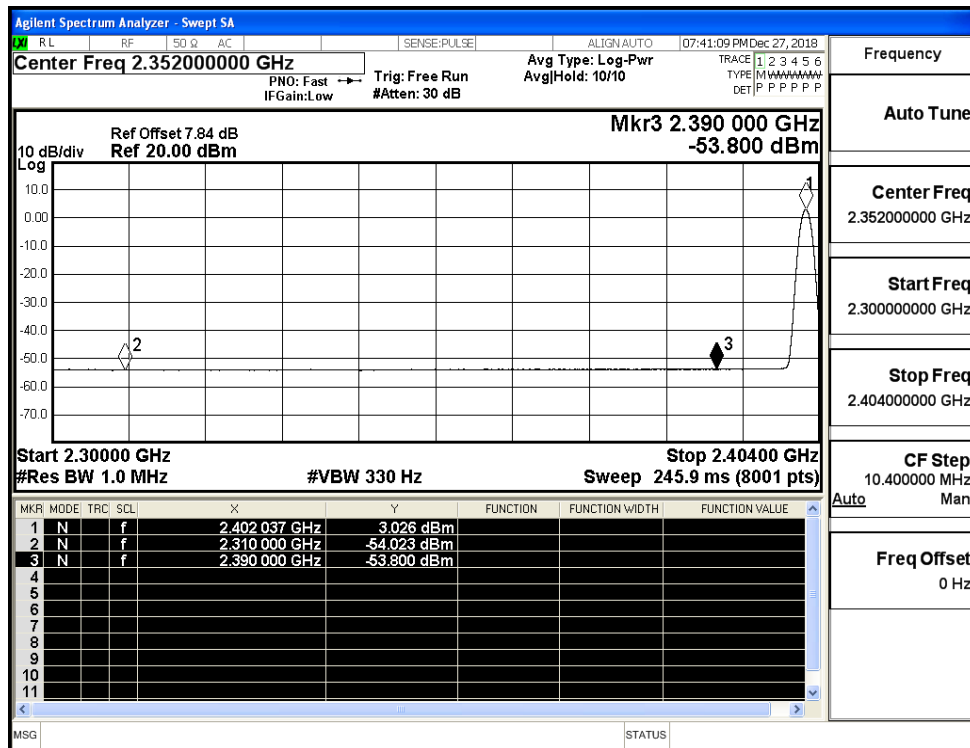 Agilent Spectrum Analyzer - Swept SA
LXI RL RF 50 Ω AC SENSE:PULSE ALIGN AUTO 07:41:09 PM Dec 27, 2018
Center Freq 2.352000000 GHz
PNO: Fast
IFGain:Low
Trig: Free Run
#Atten: 30 dB
Avg Type: Log-Pwr
Avg|Hold: 10/10
TRACE 1 2 3 4 5 6
TYPE M WWWWW
DET P P P P P P
Ref Offset 7.84 dB
10 dB/div Ref 20.00 dBm
Log
Mkr3 2.390 000 GHz
-53.800 dBm
10.0
0.00
-10.0
-20.0
-30.0
-40.0
-50.0
-60.0
-70.0
1
2
3
Start 2.30000 GHz Stop 2.40400 GHz
#Res BW 1.0 MHz #VBW 330 Hz Sweep 245.9 ms (8001 pts)
MKR MODE TRC SCL X Y FUNCTION FUNCTION WIDTH FUNCTION VALUE
1 N f 2.402 037 GHz 3.026 dBm
2 N f 2.310 000 GHz -54.023 dBm
3 N f 2.390 000 GHz -53.800 dBm
4
5
6
7
8
9
10
11
MSG STATUS
Frequency
Auto Tune
Center Freq
2.352000000 GHz
Start Freq
2.300000000 GHz
Stop Freq
2.404000000 GHz
CF Step
10.400000 MHz
Auto Man
Freq Offset
0 Hz